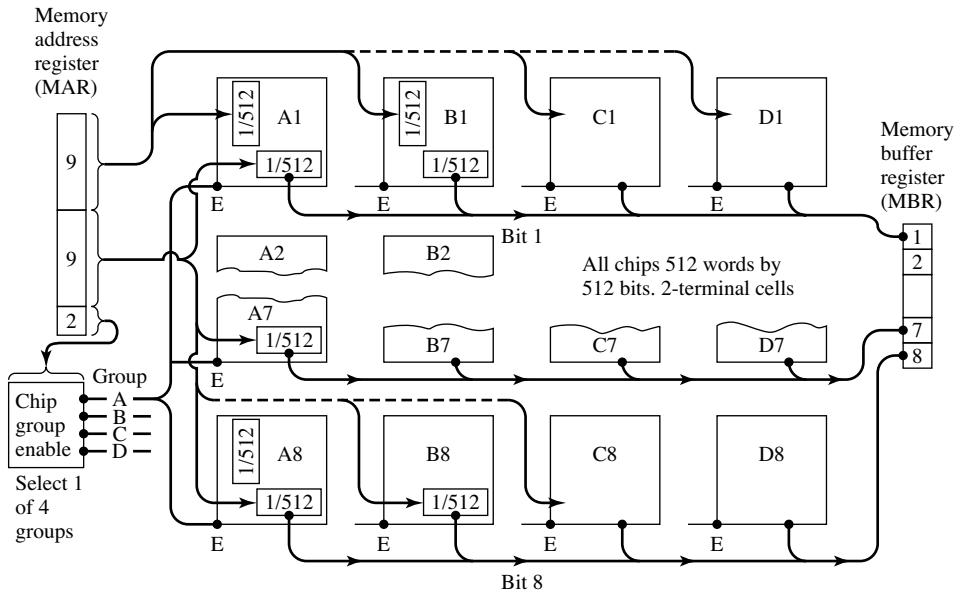 Memory
address
register
(MAR)
9
9
2
Chip
group
enable
Select 1
of 4
groups
Group
A
B
C
D
1/512
A1
1/512
E
1/512
B1
1/512
E
C1
E
D1
E
Bit 1
Memory
buffer
register
(MBR)
1
2
7
8
A2
B2
All chips 512 words by
512 bits. 2-terminal cells
A7
1/512
E
B7
C7
D7
1/512
A8
1/512
E
B8
1/512
E
C8
E
D8
E
Bit 8